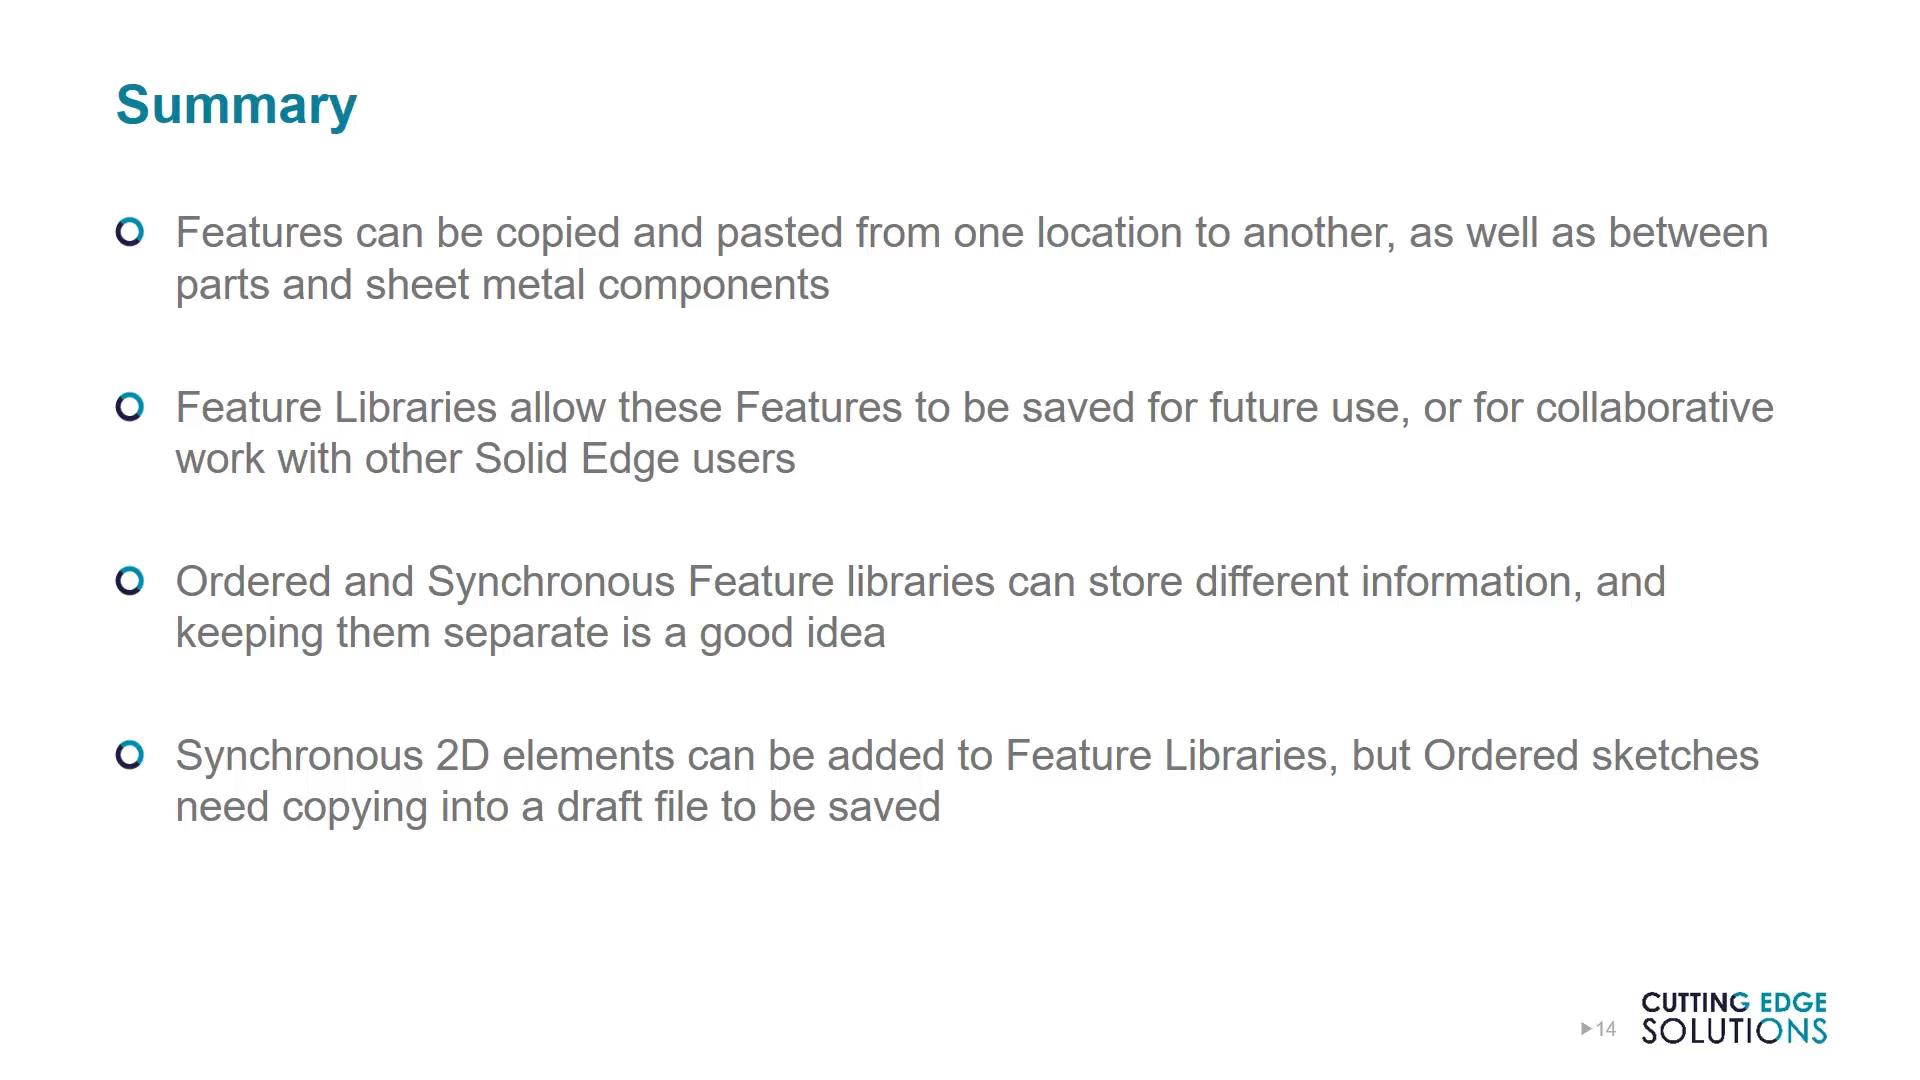 Summary
Features can be copied and pasted from one location to another, as well as between
parts and sheet metal components
Feature Libraries allow these Features to be saved for future use, or for collaborative
work with other Solid Edge users
Ordered and Synchronous Feature libraries can store different information, and
keeping them separate is a good idea
Synchronous 2D elements can be added to Feature Libraries, but Ordered sketches
need copying into a draft file to be saved
14
CUTTING EDGE
SOLUTIONS